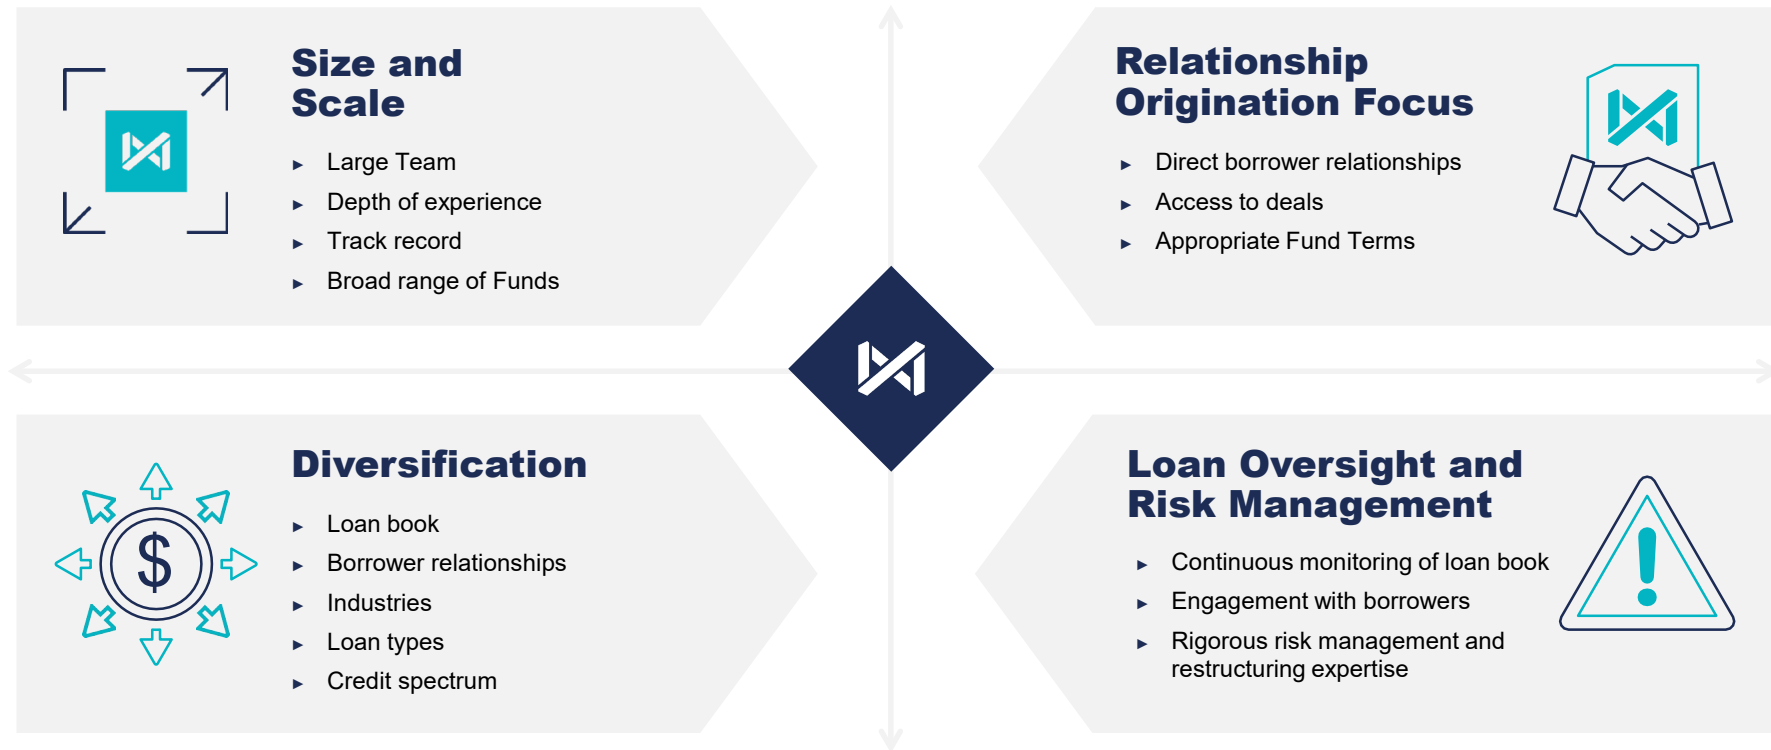 Size and
Scale
► Large Team
► Depth of experience
► Track record
► Broad range of Funds
Relationship
Origination Focus
► Direct borrower relationships
► Access to deals
► Appropriate Fund Terms
Diversification
► Loan book
► Borrower relationships
► Industries
► Loan types
► Credit spectrum
$
Loan Oversight and
Risk Management
► Continuous monitoring of loan book
► Engagement with borrowers
► Rigorous risk management and
restructuring expertise
!